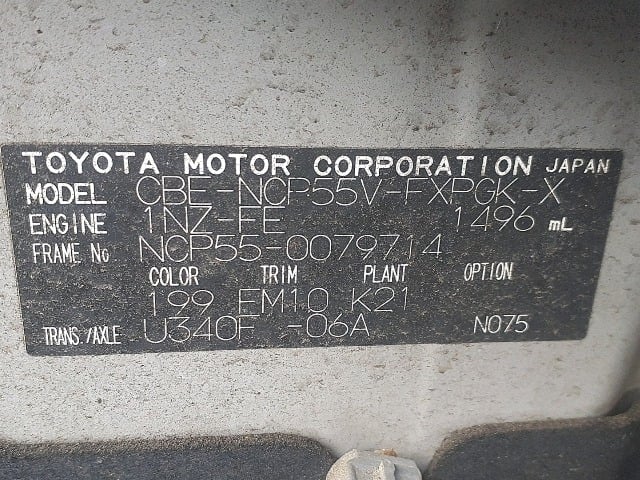 TOYOTA MOTOR CORPORATION JAPAN
MODEL CBE-NCP55V-FXPGK-X
ENGINE 1NZ-FE 1496 mL
FRAME No NCP55-0079714
COLOR TRIM PLANT OPTION
199 FM10 K21
TRANS./AXLE U340F -06A N075